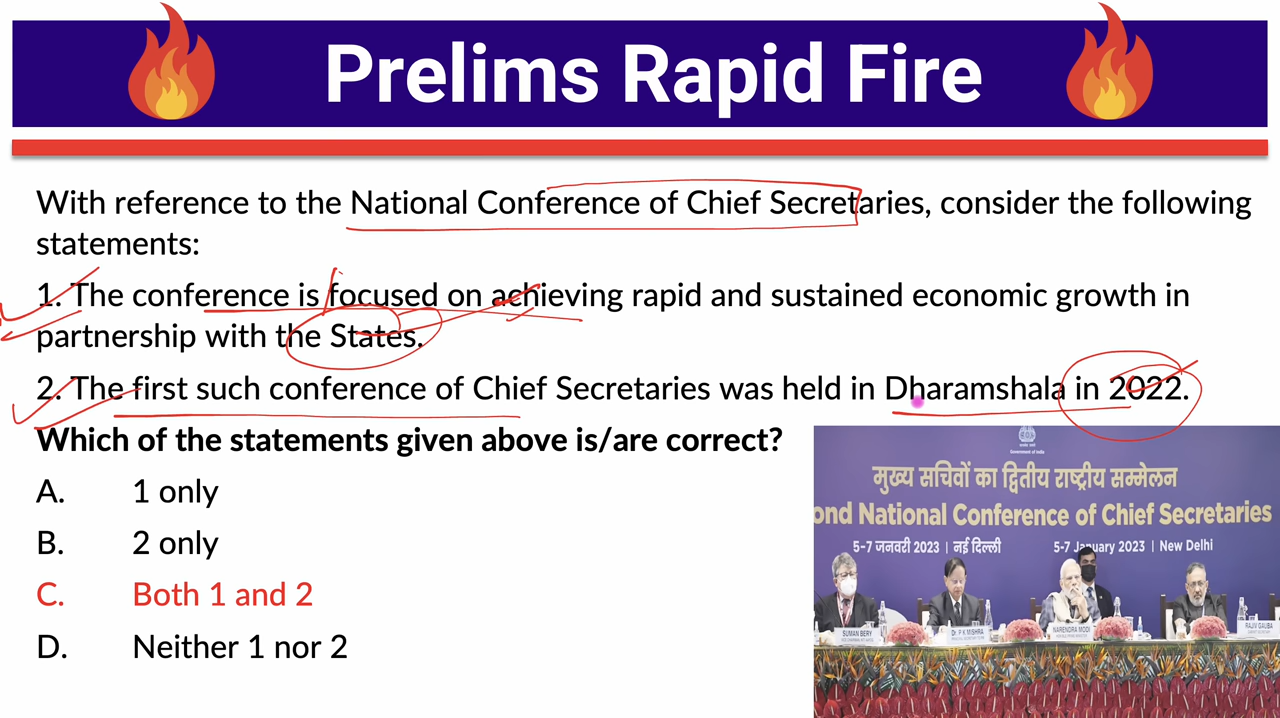 Prelims Rapid Fire
With reference to the National Conference of Chief Secretaries, consider the following
statements:
1. The conference is focused on achieving rapid and sustained economic growth in
partnership with the States.
2. The first such conference of Chief Secretaries was held in Dharamshala in 2022.
Which of the statements given above is/are correct?
A. 1 only
B. 2 only
C. Both 1 and 2
D. Neither 1 nor 2
Government of India
मुख्य सचिवों का द्वितीय राष्ट्रीय सम्मेलन
ond National Conference of Chief Secretaries
5-7 जनवरी 2023 | नई दिल्ली 5-7 January 2023 | New Delhi
SUMAN BERY
Dr. P K MISHRA
NARENDRA MODI
RAJIV GAUBA